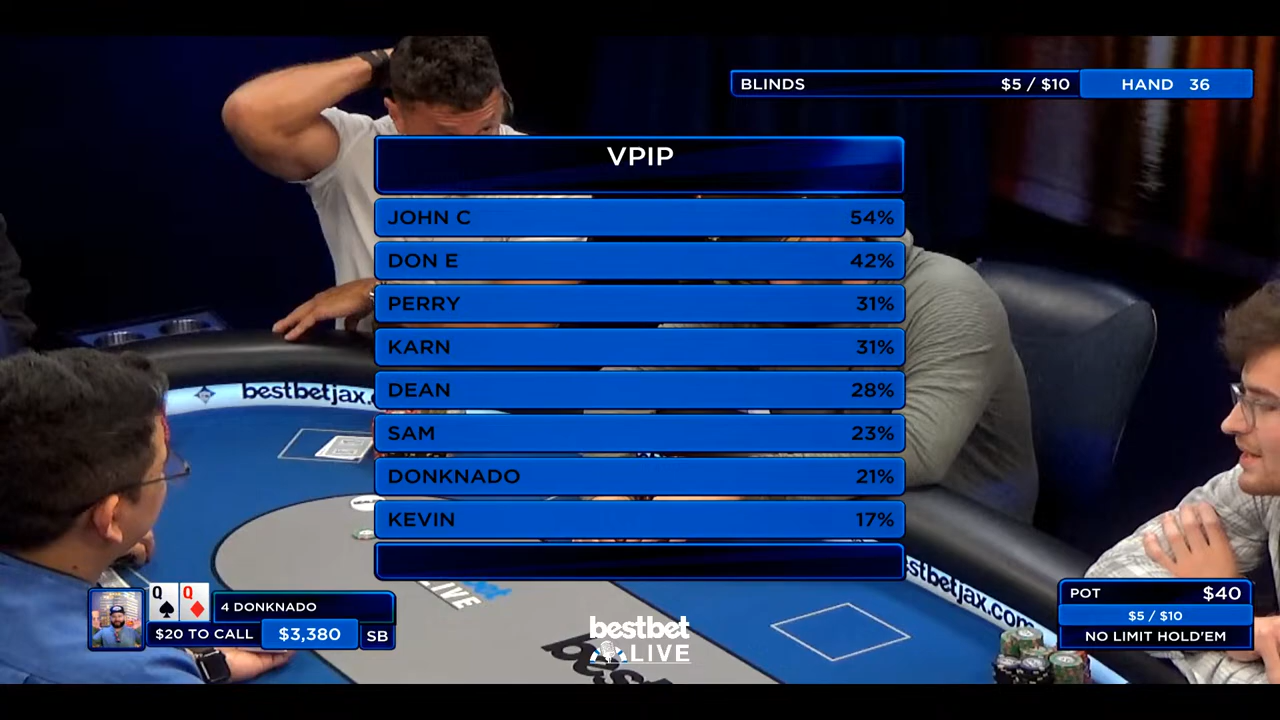 BLINDS $5 / $10 HAND 36
VPIP
JOHN C 54%
DON E 42%
PERRY 31%
KARN 31%
DEAN 28%
SAM 23%
DONKNADO 21%
KEVIN 17%
bestbetjax.
stbetjax.com
LIVE
Q Q
4 DONKNADO
$20 TO CALL $3,380 SB
bestbet
LIVE
POT $40
$5 / $10
NO LIMIT HOLD'EM